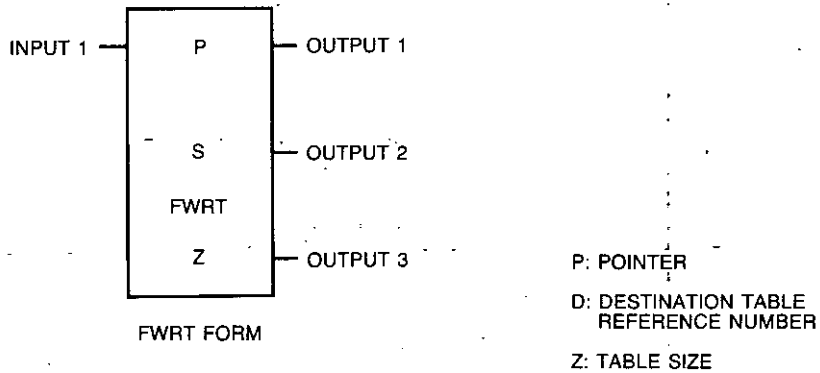 INPUT 1 P OUTPUT 1
S OUTPUT 2
FWRT
Z OUTPUT 3
FWRT FORM
P: POINTER
D: DESTINATION TABLE
REFERENCE NUMBER
Z: TABLE SIZE